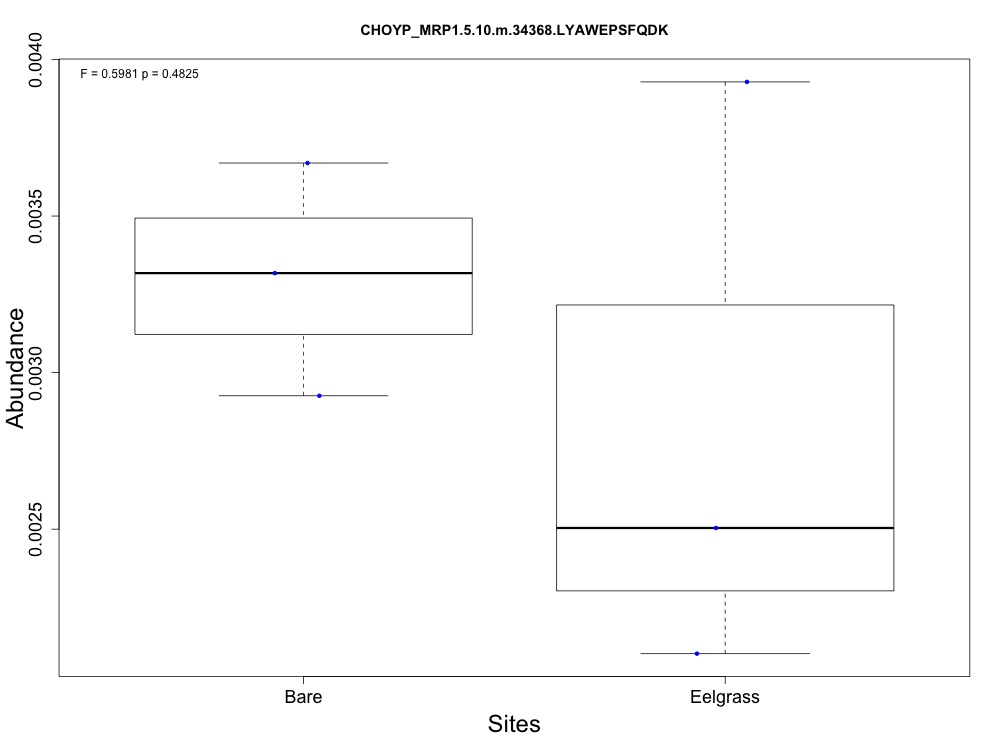 CHOYP_MRP1.5.10.m.34368.LYAWEPSFQDK
F = 0.5981 p = 0.4825
0.0040
0.0035
0.0030
0.0025
Abundance
Bare
Eelgrass
Sites